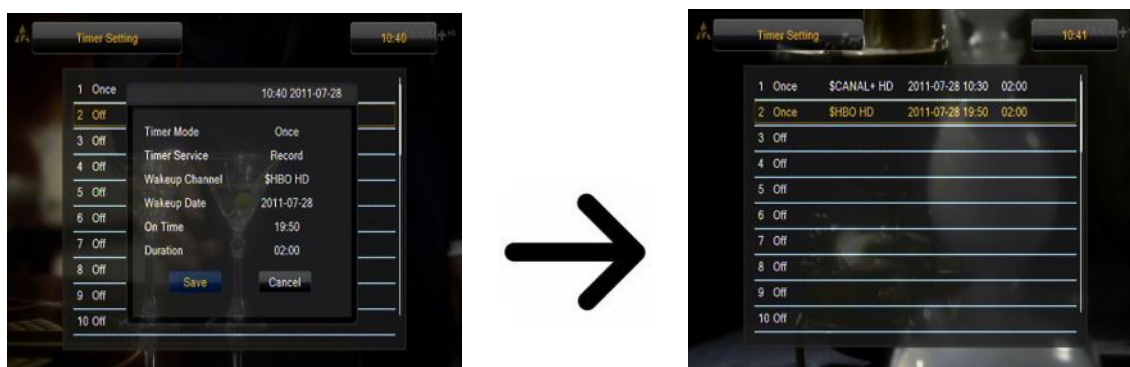 Timer Setting
10:40
1 Once
10:40 2011-07-28
2 Off
Timer Mode Once
3 Off
Timer Service Record
4 Off
Wakeup Channel $HBO HD
5 Off
Wakeup Date 2011-07-28
6 Off
On Time 19:50
7 Off
Duration 02:00
8 Off
Save Cancel
9 Off
10 Off
Timer Setting
10:41
1 Once $CANAL+ HD 2011-07-28 10:30 02:00
2 Once $HBO HD 2011-07-28 19:50 02:00
3 Off
4 Off
5 Off
6 Off
7 Off
8 Off
9 Off
10 Off